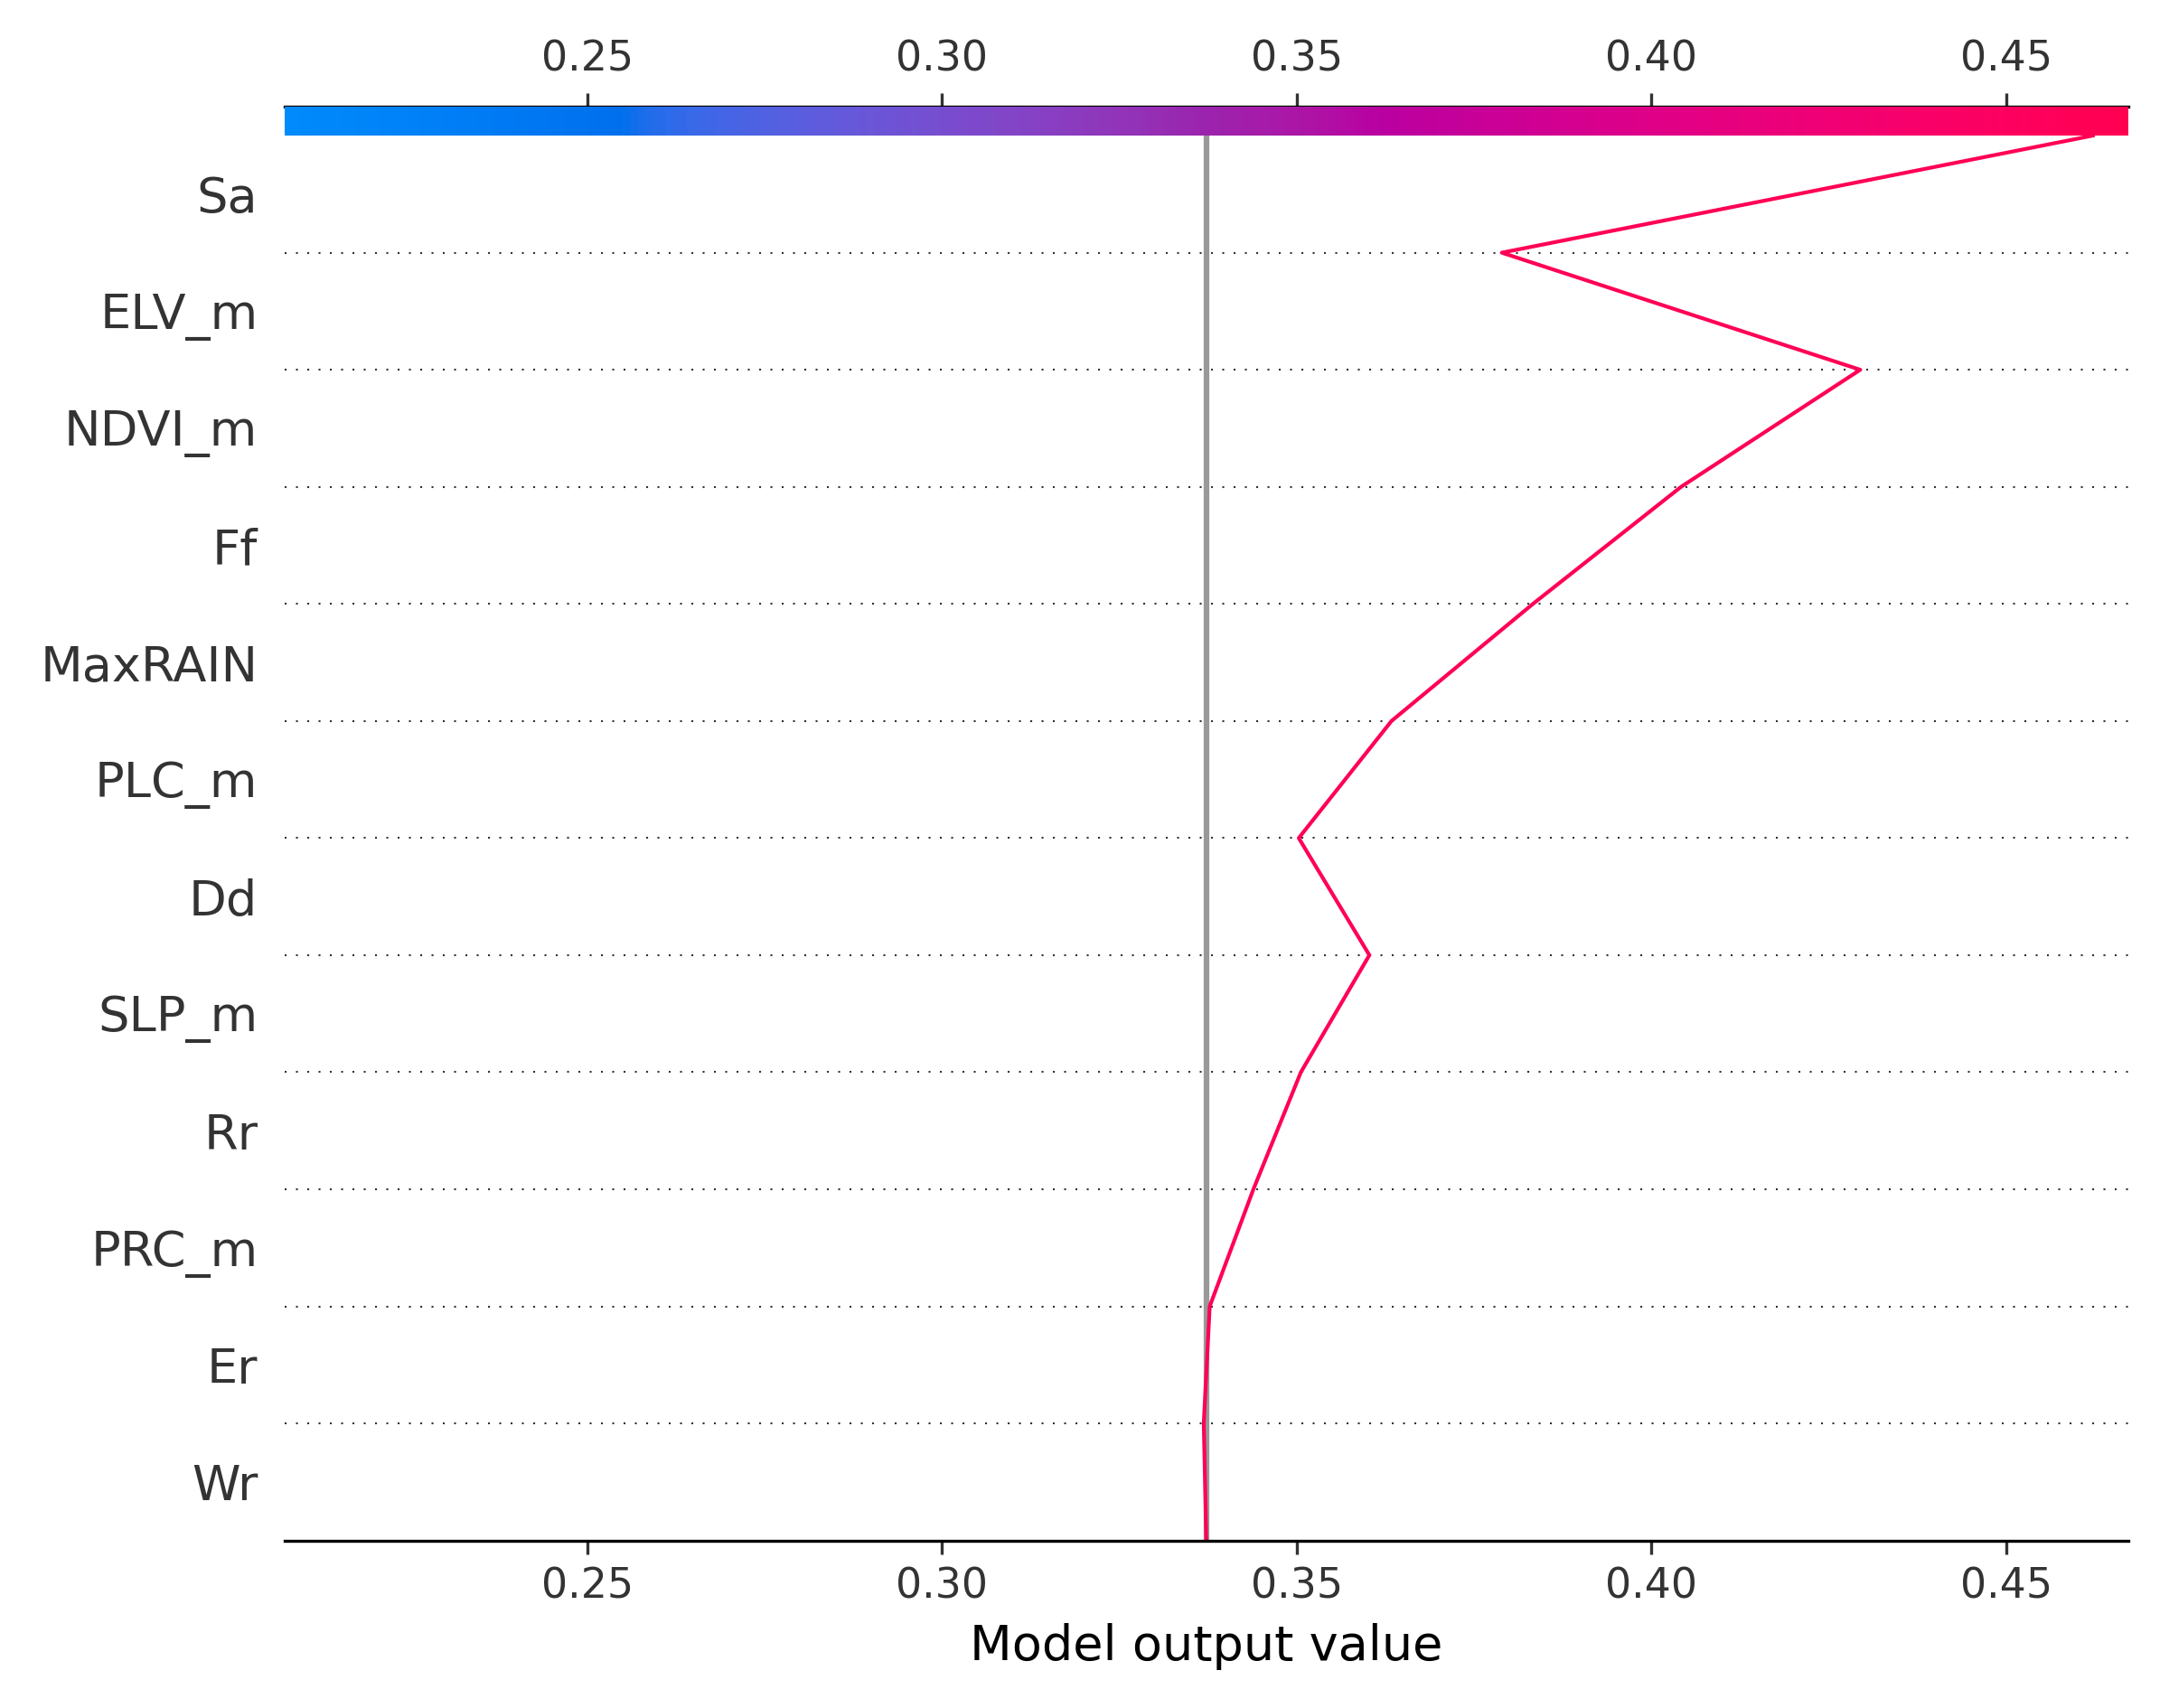 0.25 0.30 0.35 0.40 0.45
Sa
ELV_m
NDVI_m
Ff
MaxRAIN
PLC_m
Dd
SLP_m
Rr
PRC_m
Er
Wr
0.25 0.30 0.35 0.40 0.45
Model output value